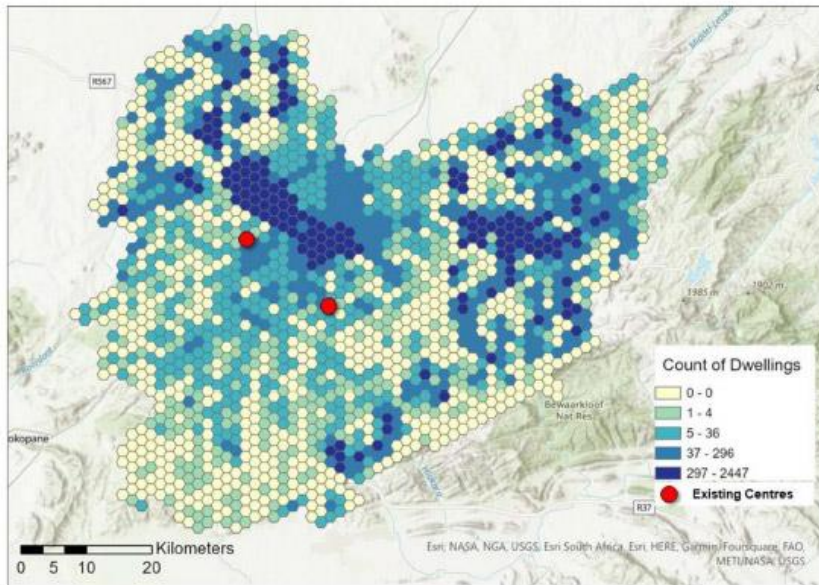 R567
1985 m
1902 m
Bewaarkloof
Nat Res.
okopane
R37
Count of Dwellings
0 - 0
1 - 4
5 - 36
37 - 296
297 - 2447
Existing Centres
Kilometers
0 5 10 20
Esri, NASA, NGA, USGS, Esri South Africa, Esri, HERE, Garmin, Foursquare, FAO,
METI/NASA, USGS